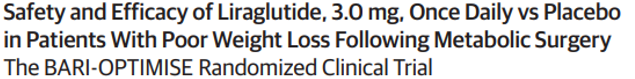 Safety and Efficacy of Liraglutide, 3.0 mg, Once Daily vs Placebo
in Patients With Poor Weight Loss Following Metabolic Surgery
The BARI-OPTIMISE Randomized Clinical Trial